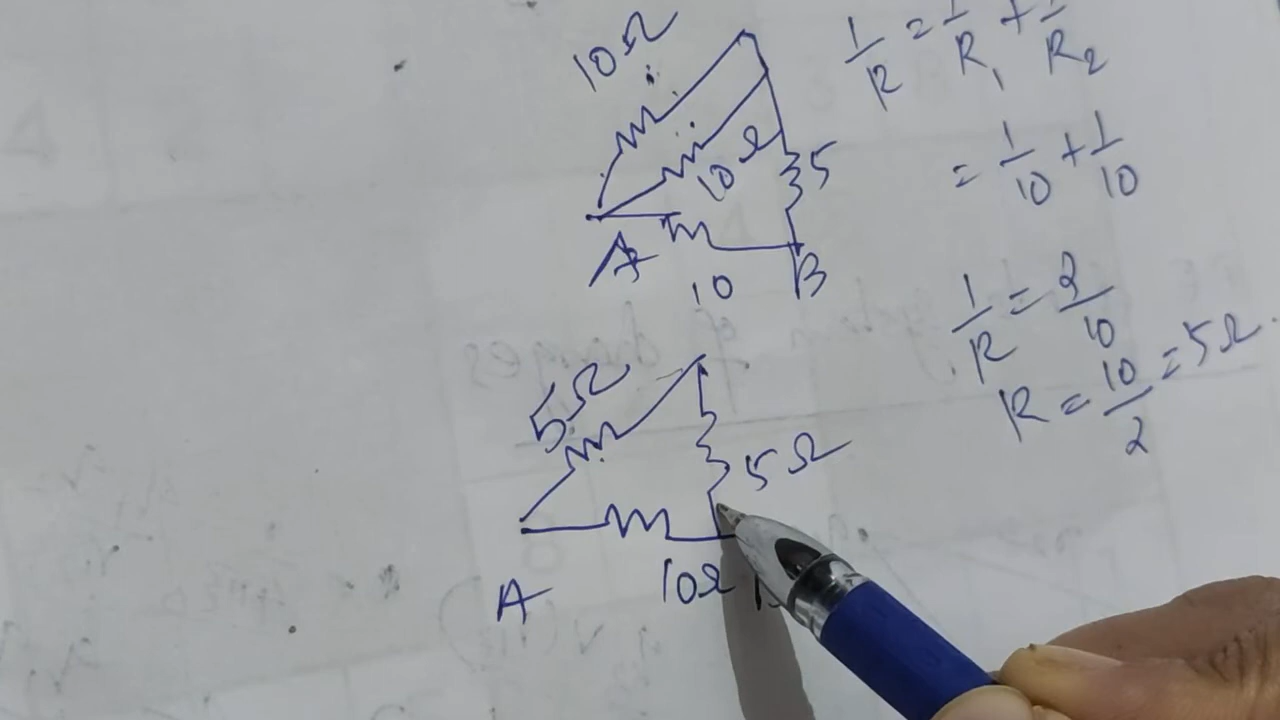 10Ω
1/R = 1/R₁ + 1/R₂
10Ω
5
= 1/10 + 1/10
A
10
B
1/R = 2/10
R = 10/2 = 5Ω
5Ω
5Ω
10Ω
A